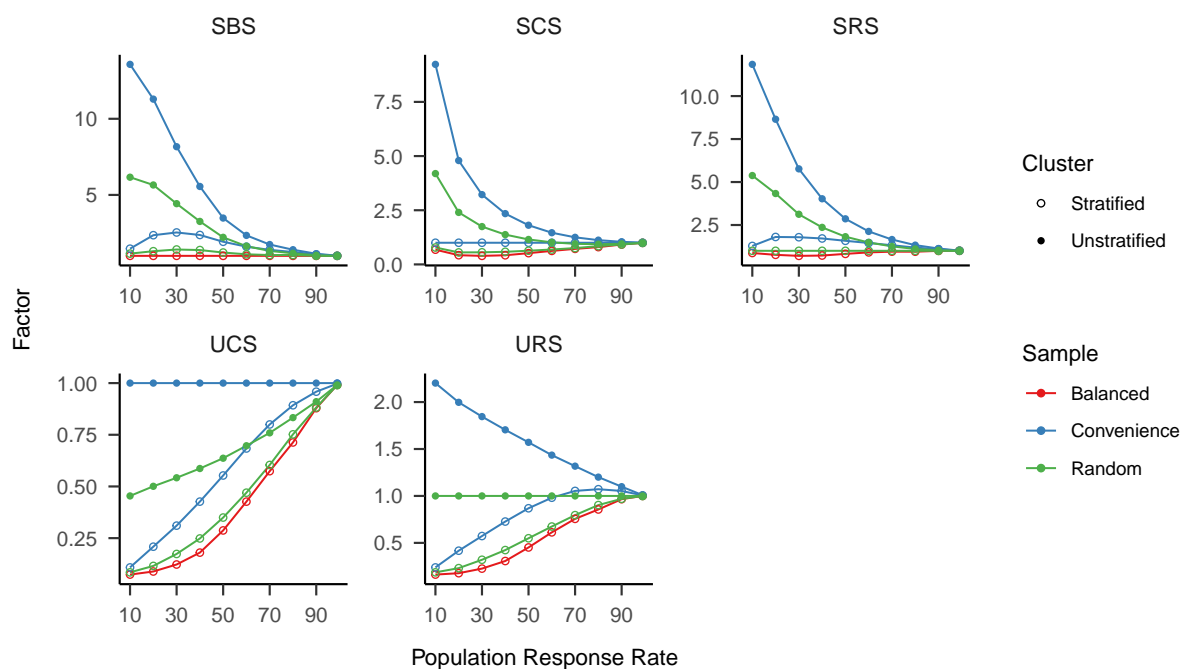 SBS
SCS
SRS
10
5
10 30 50 70 90
7.5
5.0
2.5
0.0
10 30 50 70 90
10.0
7.5
5.0
2.5
10 30 50 70 90
Factor
UCS
URS
1.00
0.75
0.50
0.25
10 30 50 70 90
2.0
1.5
1.0
0.5
10 30 50 70 90
Population Response Rate
Cluster
Stratified
Unstratified
Sample
Balanced
Convenience
Random